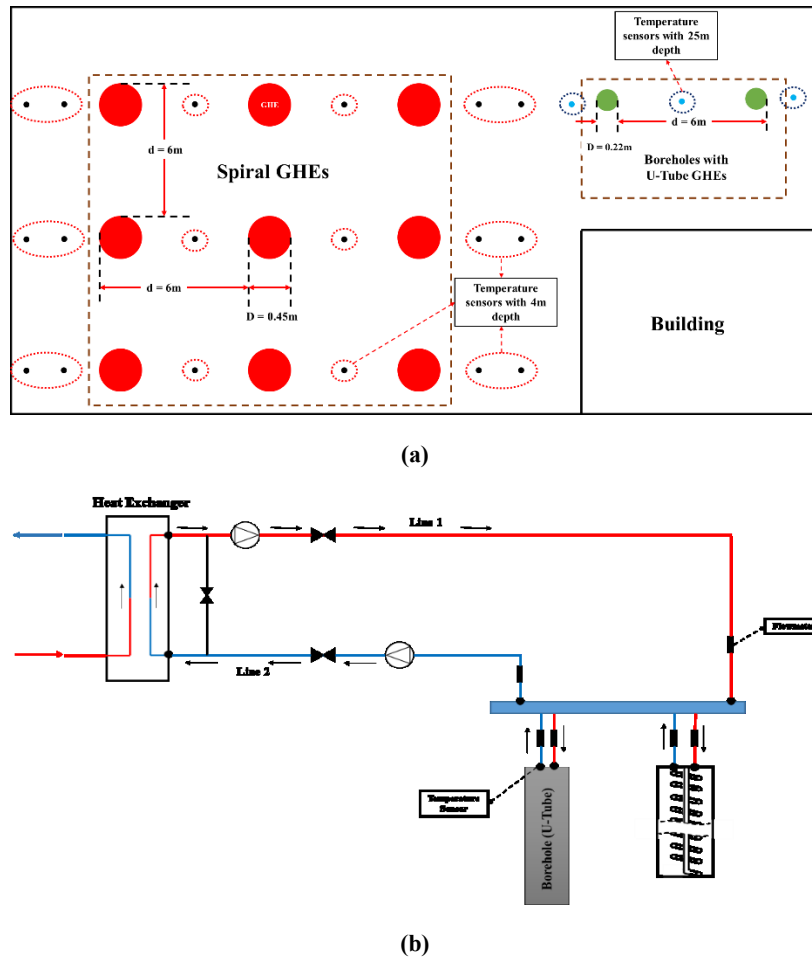 Temperature
sensors with 25m
depth
GHE
d = 6m
d = 6m
D = 0.22m
Boreholes with
U-Tube GHEs
Spiral GHEs
d = 6m
D = 0.45m
Temperature
sensors with 4m
depth
Building
(a)
Heat Exchanger
Line 1
Flowmeter
Line 2
Temperature
Sensor
Borehole (U-Tube)
(b)